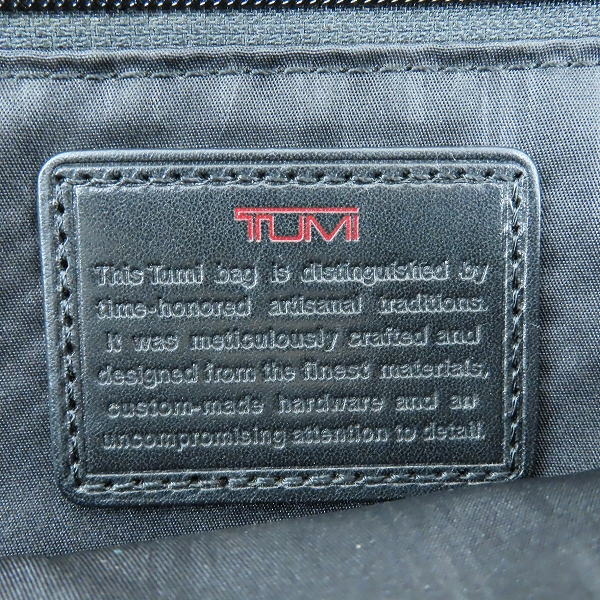 TUMI
This Tumi bag is distinguished by
time-honored artisanal traditions.
It was meticulously crafted and
designed from the finest materials,
custom-made hardware and an
uncompromising attention to detail.